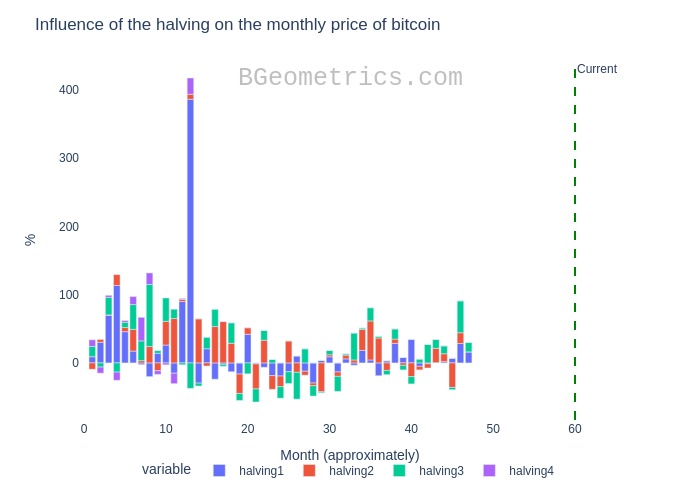 Influence of the halving on the monthly price of bitcoin
BGeometrics.com
Current
400
300
200
100
0
%
0 10 20 30 40 50 60
Month (approximately)
variable halving1 halving2 halving3 halving4